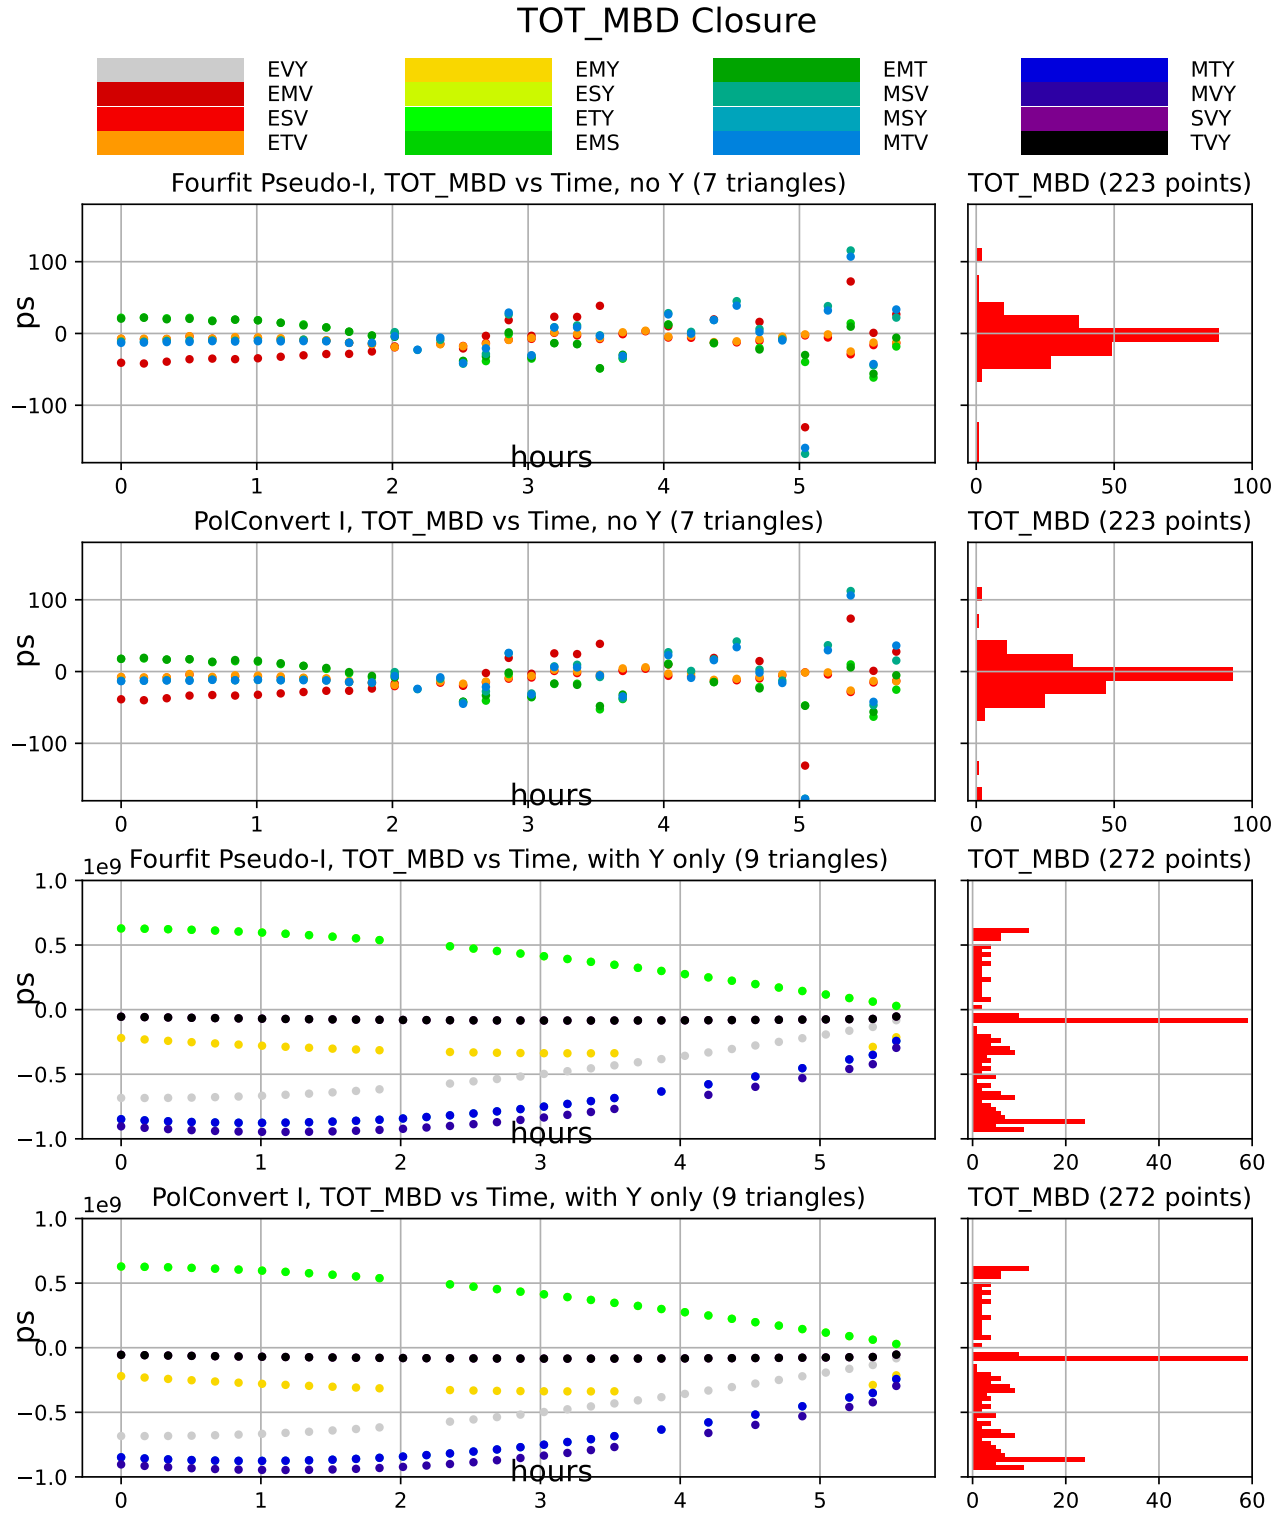 TOT_MBD Closure
EVY EMY EMT MTY
EMV ESY MSV MVY
ESV ETY MSY SVY
ETV EMS MTV TVY
Fourfit Pseudo-I, TOT_MBD vs Time, no Y (7 triangles) TOT_MBD (223 points)
100
0
−100
ps
hours
0 1 2 3 4 5 0 50 100
PolConvert I, TOT_MBD vs Time, no Y (7 triangles) TOT_MBD (223 points)
100
0
−100
ps
hours
0 1 2 3 4 5 0 50 100
1e9 Fourfit Pseudo-I, TOT_MBD vs Time, with Y only (9 triangles) TOT_MBD (272 points)
1.0
0.5
0.0
−0.5
−1.0
ps
hours
0 1 2 3 4 5 0 20 40 60
1e9 PolConvert I, TOT_MBD vs Time, with Y only (9 triangles) TOT_MBD (272 points)
1.0
0.5
0.0
−0.5
−1.0
ps
hours
0 1 2 3 4 5 0 20 40 60